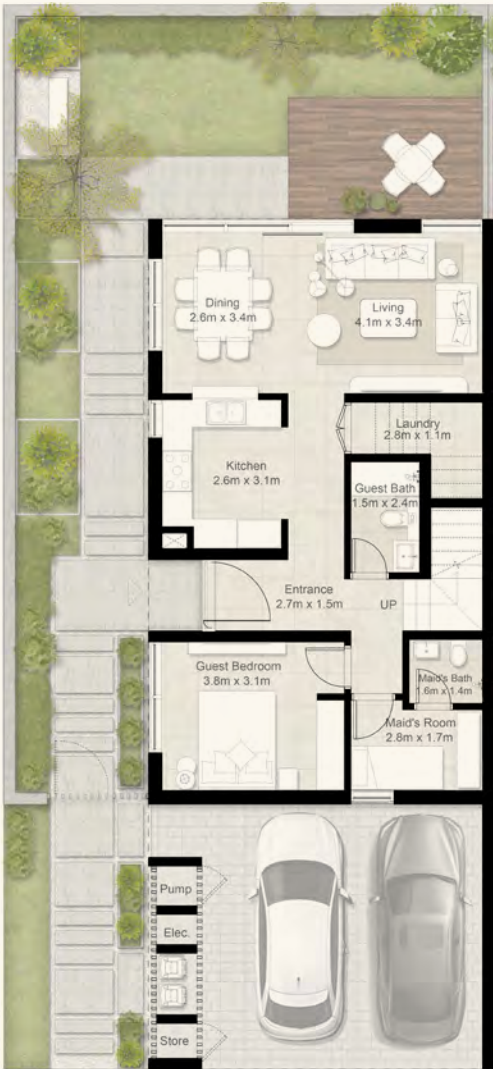 Dining
2.6m x 3.4m
Living
4.1m x 3.4m
Laundry
2.8m x 1.1m
Kitchen
2.6m x 3.1m
Guest Bath
1.5m x 2.4m
Entrance
2.7m x 1.5m
UP
Guest Bedroom
3.8m x 3.1m
Maid's Bath
1.6m x 1.4m
Maid's Room
2.8m x 1.7m
Pump
Elec.
Store